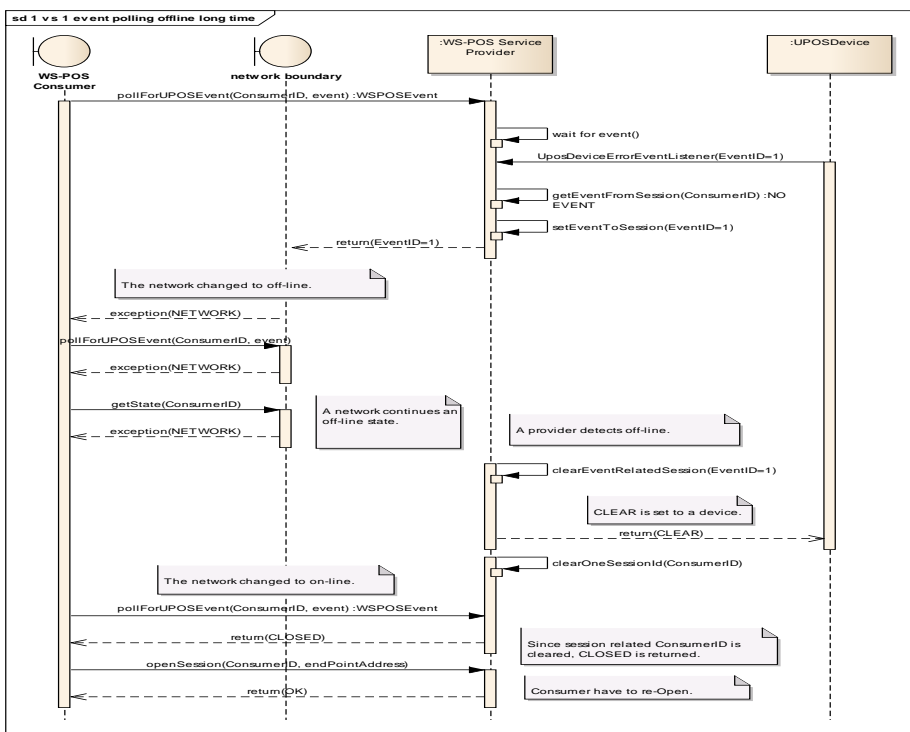 sd 1 vs 1 event polling offline long time
WS-POS
Consumer
network boundary
:WS-POS Service
Provider
:UPOSDevice
pollForUPOSEvent(ConsumerID, event) :WSPOSEvent
wait for event()
UposDeviceErrorEventListener(EventID=1)
getEventFromSession(ConsumerID) :NO
EVENT
setEventToSession(EventID=1)
return(EventID=1)
The network changed to off-line.
exception(NETWORK)
pollForUPOSEvent(ConsumerID, event)
exception(NETWORK)
getState(ConsumerID)
A network continues an
off-line state.
A provider detects off-line.
exception(NETWORK)
clearEventRelatedSession(EventID=1)
CLEAR is set to a device.
return(CLEAR)
clearOneSessionId(ConsumerID)
The network changed to on-line.
pollForUPOSEvent(ConsumerID, event) :WSPOSEvent
return(CLOSED)
Since session related ConsumerID is
cleared, CLOSED is returned.
openSession(ConsumerID, endPointAddress)
return(OK)
Consumer have to re-Open.